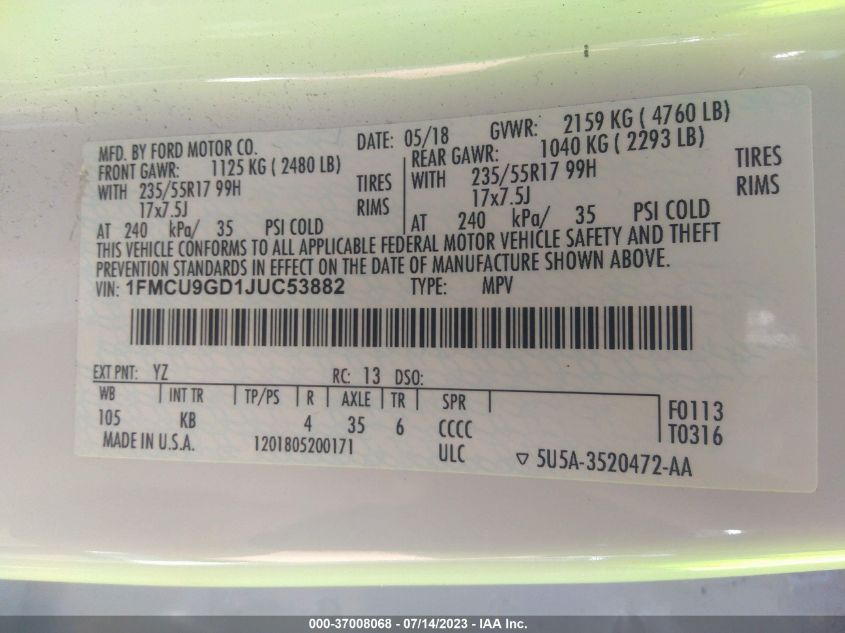 MFD. BY FORD MOTOR CO. DATE: 05/18 GVWR: 2159 KG ( 4760 LB)
FRONT GAWR: 1125 KG ( 2480 LB) REAR GAWR: 1040 KG ( 2293 LB)
WITH 235/55R17 99H TIRES WITH 235/55R17 99H TIRES
17x7.5J RIMS 17x7.5J RIMS
AT 240 kPa/ 35 PSI COLD AT 240 kPa/ 35 PSI COLD
THIS VEHICLE CONFORMS TO ALL APPLICABLE FEDERAL MOTOR VEHICLE SAFETY AND THEFT
PREVENTION STANDARDS IN EFFECT ON THE DATE OF MANUFACTURE SHOWN ABOVE.
VIN: 1FMCU9GD1JUC53882 TYPE: MPV
EXT PNT: YZ RC: 13 DSO:
WB INT TR TP/PS R AXLE TR SPR F0113
105 KB 4 35 6 CCCC T0316
MADE IN U.S.A. 1201805200171 ULC ▽ 5U5A-3520472-AA
000-37008068 - 07/14/2023 - IAA Inc.